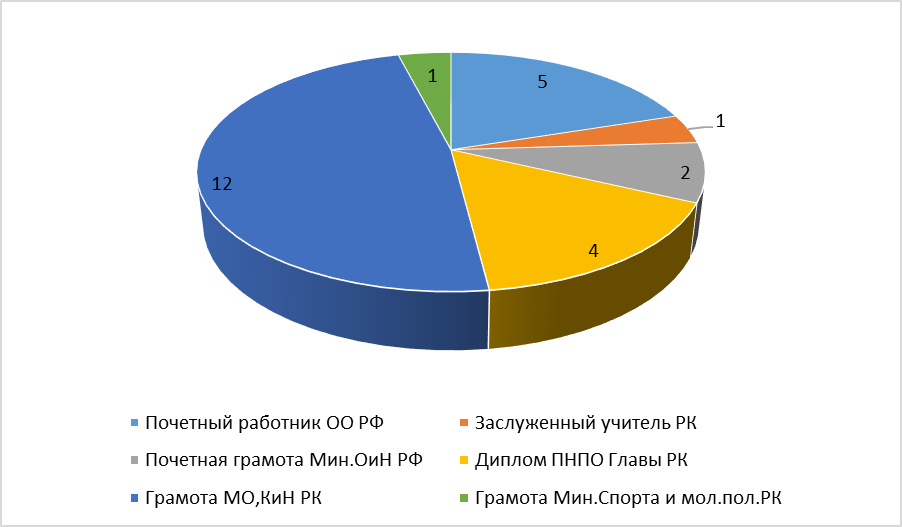 1
5
1
2
12
4
Почетный работник ОО РФ
Заслуженный учитель РК
Почетная грамота Мин.ОиН РФ
Диплом ПНПО Главы РК
Грамота МО,КиН РК
Грамота Мин.Спорта и мол.пол.РК